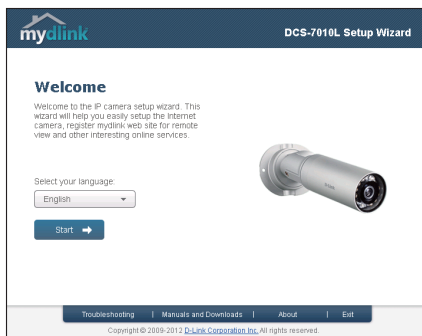 mydlink
DCS-7010L Setup Wizard
Welcome
Welcome to the IP camera setup wizard. This
wizard will help you easily setup the Internet
camera, register mydlink web site for remote
view and other interesting online services.
Select your language:
English
Start
Troubleshooting | Manuals and Downloads | About | Exit
Copyright © 2009-2012 D-Link Corporation Inc. All rights reserved.
D-Link